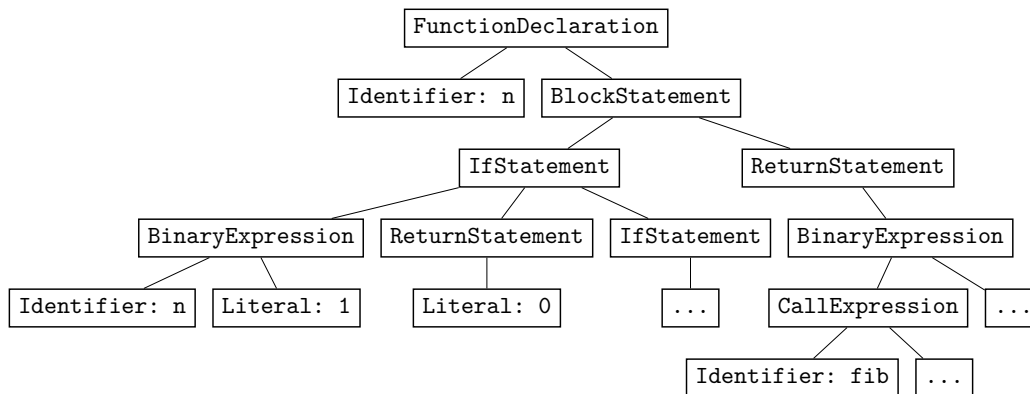 FunctionDeclaration
Identifier: n
BlockStatement
IfStatement
ReturnStatement
BinaryExpression
ReturnStatement
IfStatement
BinaryExpression
Identifier: n
Literal: 1
Literal: 0
...
CallExpression
...
Identifier: fib
...